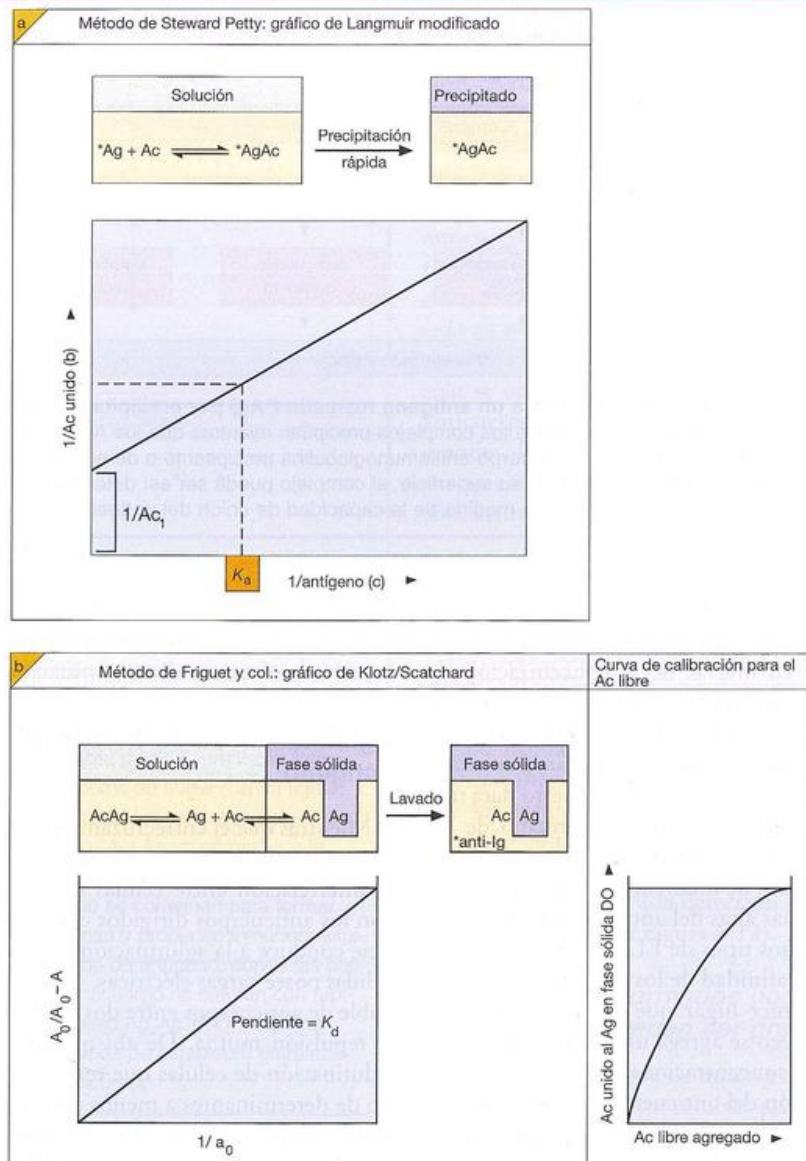 a
Método de Steward Petty: gráfico de Langmuir modificado
Solución
*Ag + Ac ⇌ *AgAc
Precipitación
rápida
Precipitado
*AgAc
1/Ac unido (b) ▶
1/Ac₁
Kₐ
1/antígeno (c) ▶
b
Método de Friguet y col.: gráfico de Klotz/Scatchard
Solución
Fase sólida
AcAg ⇌ Ag + Ac ⇌ Ac Ag
Lavado
Fase sólida
Ac Ag
*anti-Ig
A₀/A₀–A
Pendiente = K_d
1/ a₀
Curva de calibración para el
Ac libre
Ac unido al Ag en fase sólida DO ▶
Ac libre agregado ▶